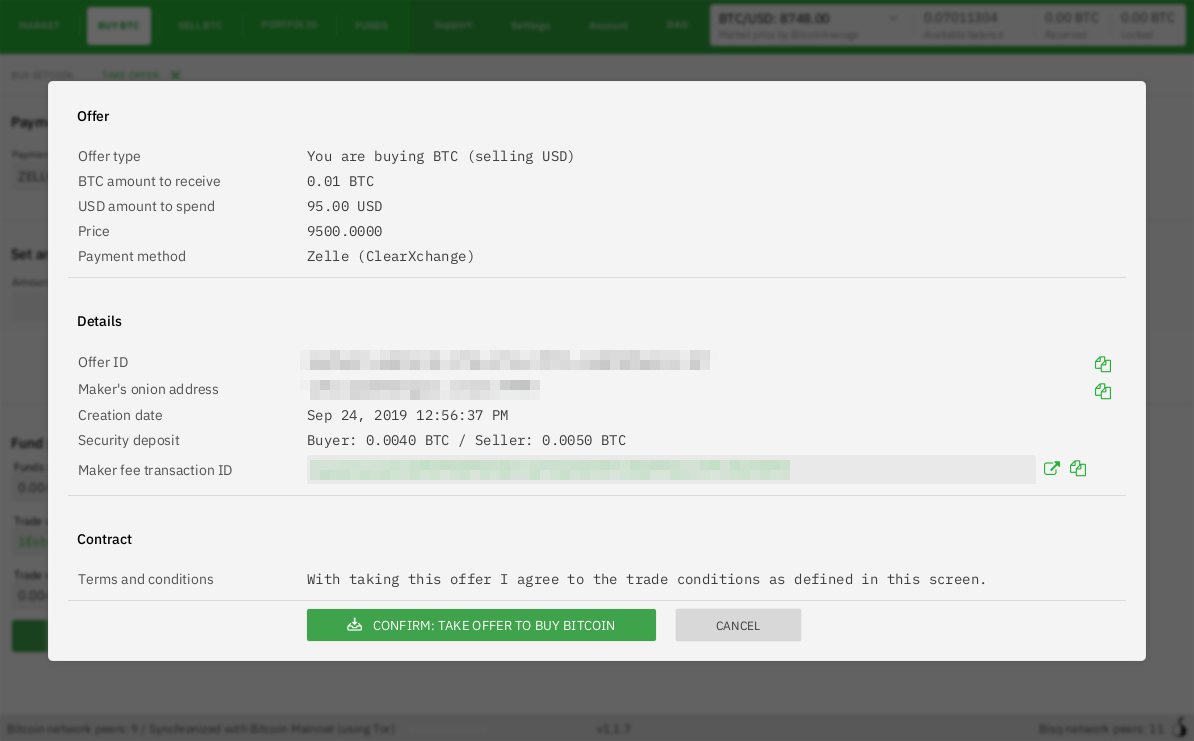 MARKET BUY BTC SELL BTC PORTFOLIO FUNDS Support Settings Account DAO BTC/USD: 8748.00 0.07011304 0.00 BTC 0.00 BTC
Market price by BitcoinAverage Available balance Reserved Locked
BUY BITCOIN TAKE OFFER
Offer
Offer type You are buying BTC (selling USD)
BTC amount to receive 0.01 BTC
USD amount to spend 95.00 USD
Price 9500.0000
Payment method Zelle (ClearXchange)
Details
Offer ID
Maker's onion address
Creation date Sep 24, 2019 12:56:37 PM
Security deposit Buyer: 0.0040 BTC / Seller: 0.0050 BTC
Maker fee transaction ID
Contract
Terms and conditions With taking this offer I agree to the trade conditions as defined in this screen.
CONFIRM: TAKE OFFER TO BUY BITCOIN CANCEL
Bitcoin network peers: 9 / Synchronized with Bitcoin Mainnet (using Tor) v1.1.7 Bisq network peers: 11